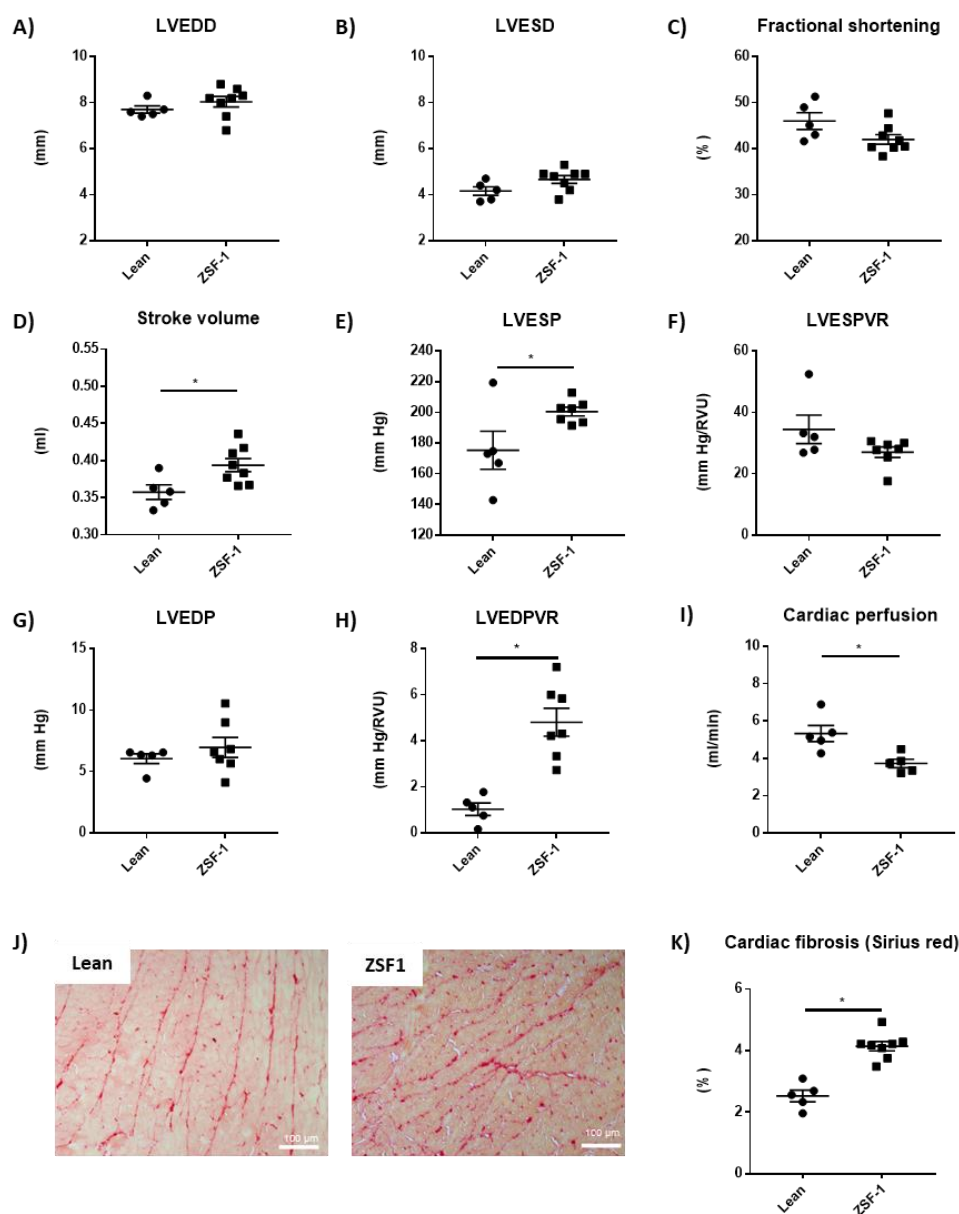 A)
LVEDD
(mm)
10
8
6
4
2
Lean
ZSF-1
B)
LVESD
(mm)
10
8
6
4
2
Lean
ZSF-1
C)
Fractional shortening
(% )
60
50
40
30
20
Lean
ZSF-1
D)
Stroke volume
(ml)
0.55
0.50
0.45
0.40
0.35
0.30
*
Lean
ZSF-1
E)
LVESP
(mm Hg)
240
220
200
180
160
140
120
*
Lean
ZSF-1
F)
LVESPVR
(mm Hg/RVU)
60
40
20
0
Lean
ZSF-1
G)
LVEDP
(mm Hg)
15
10
5
0
Lean
ZSF-1
H)
LVEDPVR
(mm Hg/RVU)
8
6
4
2
0
*
Lean
ZSF-1
I)
Cardiac perfusion
(ml/min)
10
8
6
4
2
0
*
Lean
ZSF-1
J)
Lean
100 µm
ZSF1
100 µm
K)
Cardiac fibrosis (Sirius red)
(% )
6
4
2
0
*
Lean
ZSF-1